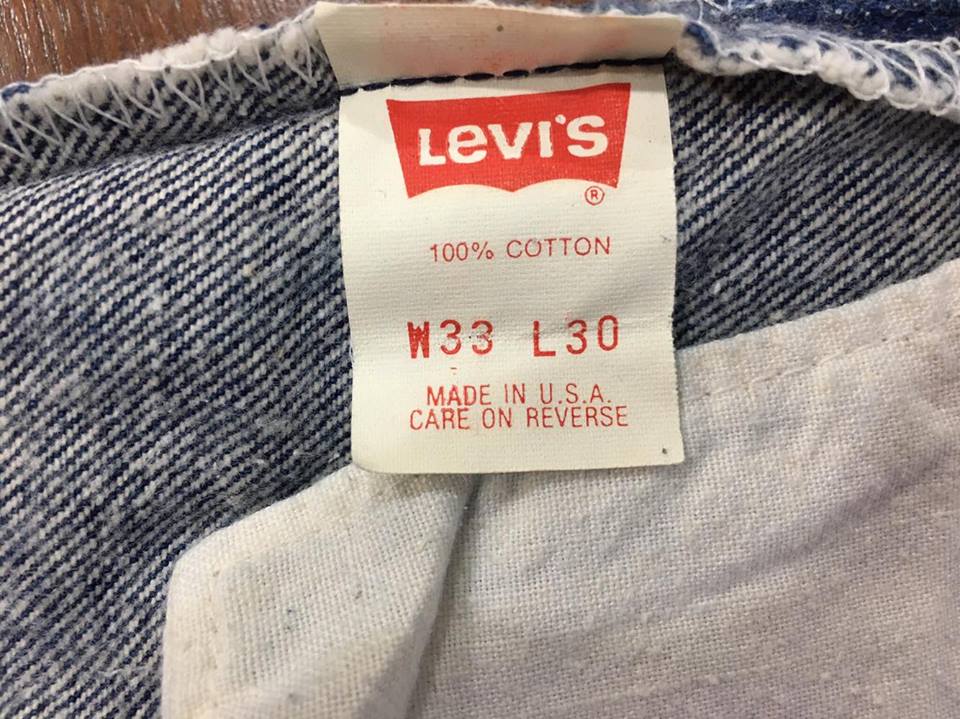 LEVI'S
®
100% COTTON
W33 L30
MADE IN U.S.A.
CARE ON REVERSE